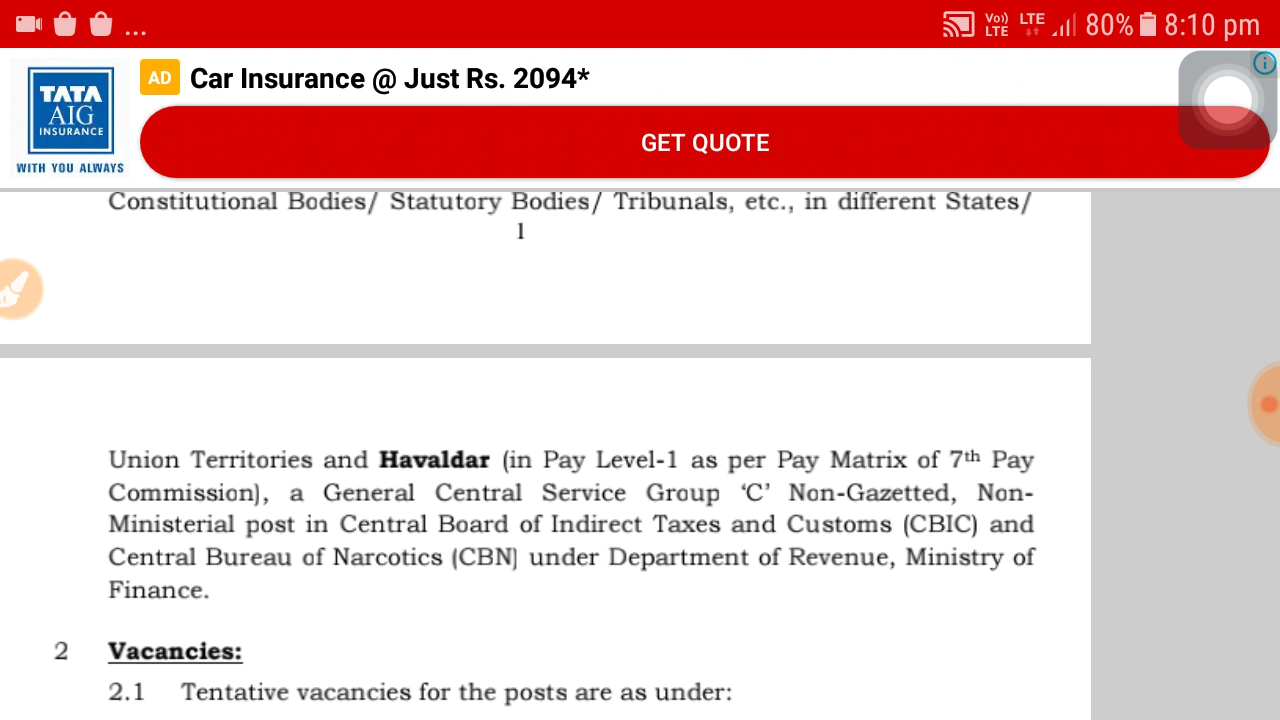 ... Vo)) LTE LTE 80% 8:10 pm
TATA
AIG
INSURANCE
WITH YOU ALWAYS
AD Car Insurance @ Just Rs. 2094*
GET QUOTE
Constitutional Bodies/ Statutory Bodies/ Tribunals, etc., in different States/
1
Union Territories and Havaldar (in Pay Level-1 as per Pay Matrix of 7th Pay
Commission), a General Central Service Group ‘C’ Non-Gazetted, Non-
Ministerial post in Central Board of Indirect Taxes and Customs (CBIC) and
Central Bureau of Narcotics (CBN) under Department of Revenue, Ministry of
Finance.
2 Vacancies:
2.1 Tentative vacancies for the posts are as under: